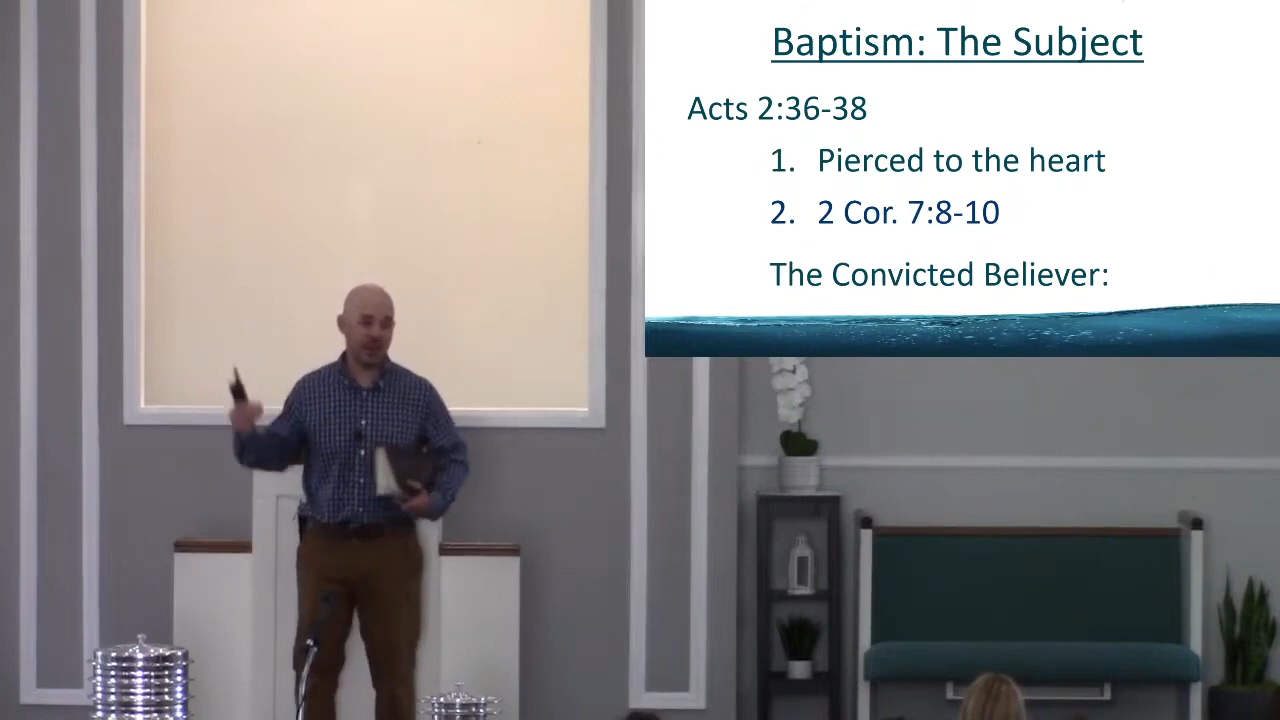 Baptism: The Subject
Acts 2:36-38
1. Pierced to the heart
2. 2 Cor. 7:8-10
The Convicted Believer: